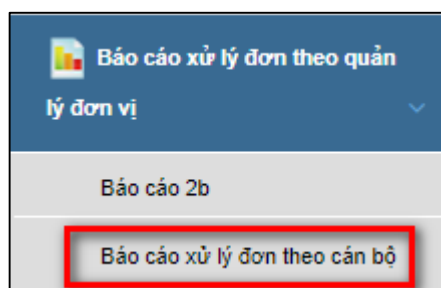 Báo cáo xử lý đơn theo quản
lý đơn vị
Báo cáo 2b
Báo cáo xử lý đơn theo cán bộ